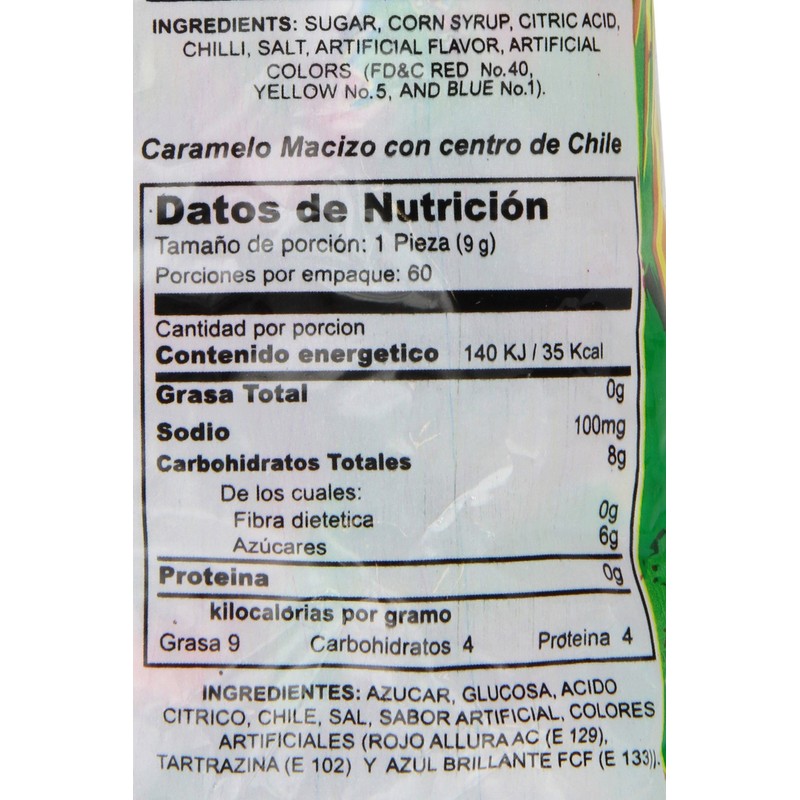 INGREDIENTS: SUGAR, CORN SYRUP, CITRIC ACID,
CHILLI, SALT, ARTIFICIAL FLAVOR, ARTIFICIAL
COLORS (FD&C RED No.40,
YELLOW No.5, AND BLUE No.1).
Caramelo Macizo con centro de Chile
Datos de Nutrición
Tamaño de porción: 1 Pieza (9 g)
Porciones por empaque: 60
Cantidad por porcion
Contenido energetico 140 KJ / 35 Kcal
Grasa Total 0g
Sodio 100mg
Carbohidratos Totales 8g
De los cuales:
Fibra dietetica 0g
Azúcares 6g
Proteina 0g
kilocalórias por gramo
Grasa 9 Carbohidratos 4 Proteina 4
INGREDIENTES: AZUCAR, GLUCOSA, ACIDO
CITRICO, CHILE, SAL, SABOR ARTIFICIAL, COLORES
ARTIFICIALES (ROJO ALLURA AC (E 129),
TARTRAZINA (E 102) Y AZUL BRILLANTE FCF (E 133)).